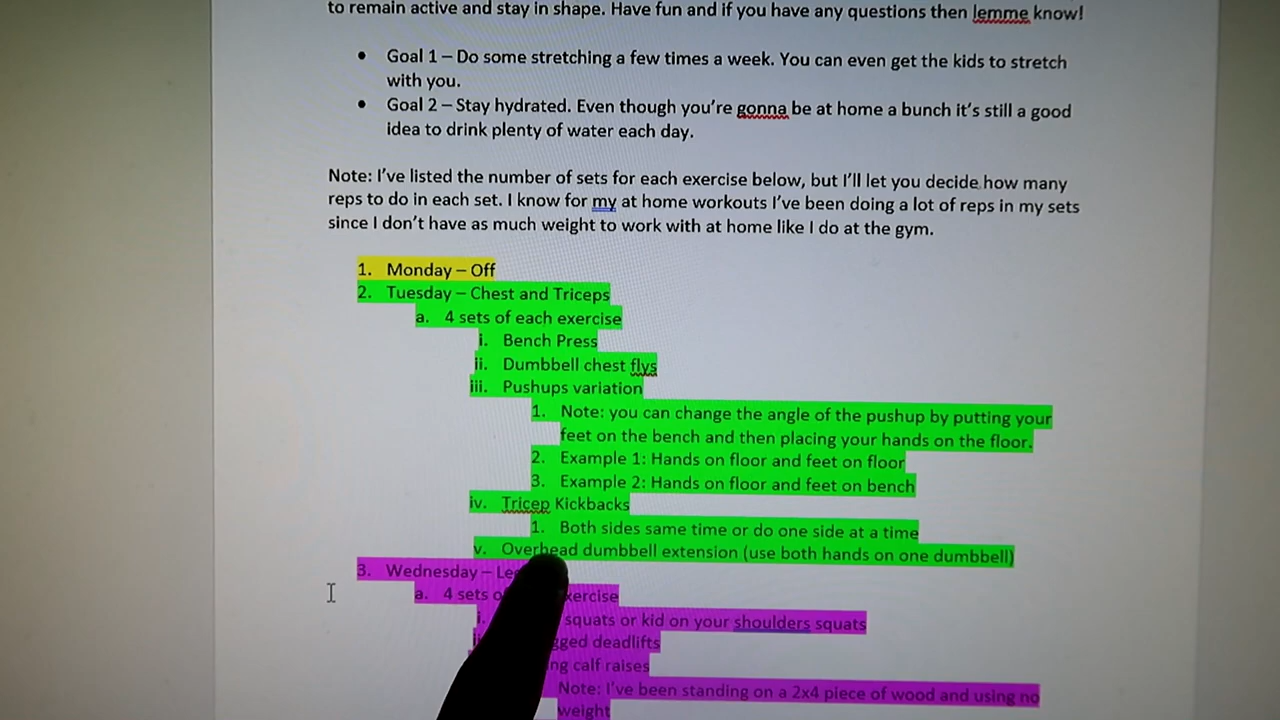 to remain active and stay in shape. Have fun and if you have any questions then lemme know!
• Goal 1 – Do some stretching a few times a week. You can even get the kids to stretch
with you.
• Goal 2 – Stay hydrated. Even though you're gonna be at home a bunch it's still a good
idea to drink plenty of water each day.
Note: I've listed the number of sets for each exercise below, but I'll let you decide how many
reps to do in each set. I know for my at home workouts I've been doing a lot of reps in my sets
since I don't have as much weight to work with at home like I do at the gym.
1. Monday – Off
2. Tuesday – Chest and Triceps
a. 4 sets of each exercise
i. Bench Press
ii. Dumbbell chest flys
iii. Pushups variation
1. Note: you can change the angle of the pushup by putting your
feet on the bench and then placing your hands on the floor.
2. Example 1: Hands on floor and feet on floor
3. Example 2: Hands on floor and feet on bench
iv. Tricep Kickbacks
1. Both sides same time or do one side at a time
v. Overhead dumbbell extension (use both hands on one dumbbell)
3. Wednesday –
a. 4 sets exercise
i. squats or kid on your shoulders squats
deadlifts
calf raises
Note: I've been standing on a 2x4 piece of wood and using no
weight